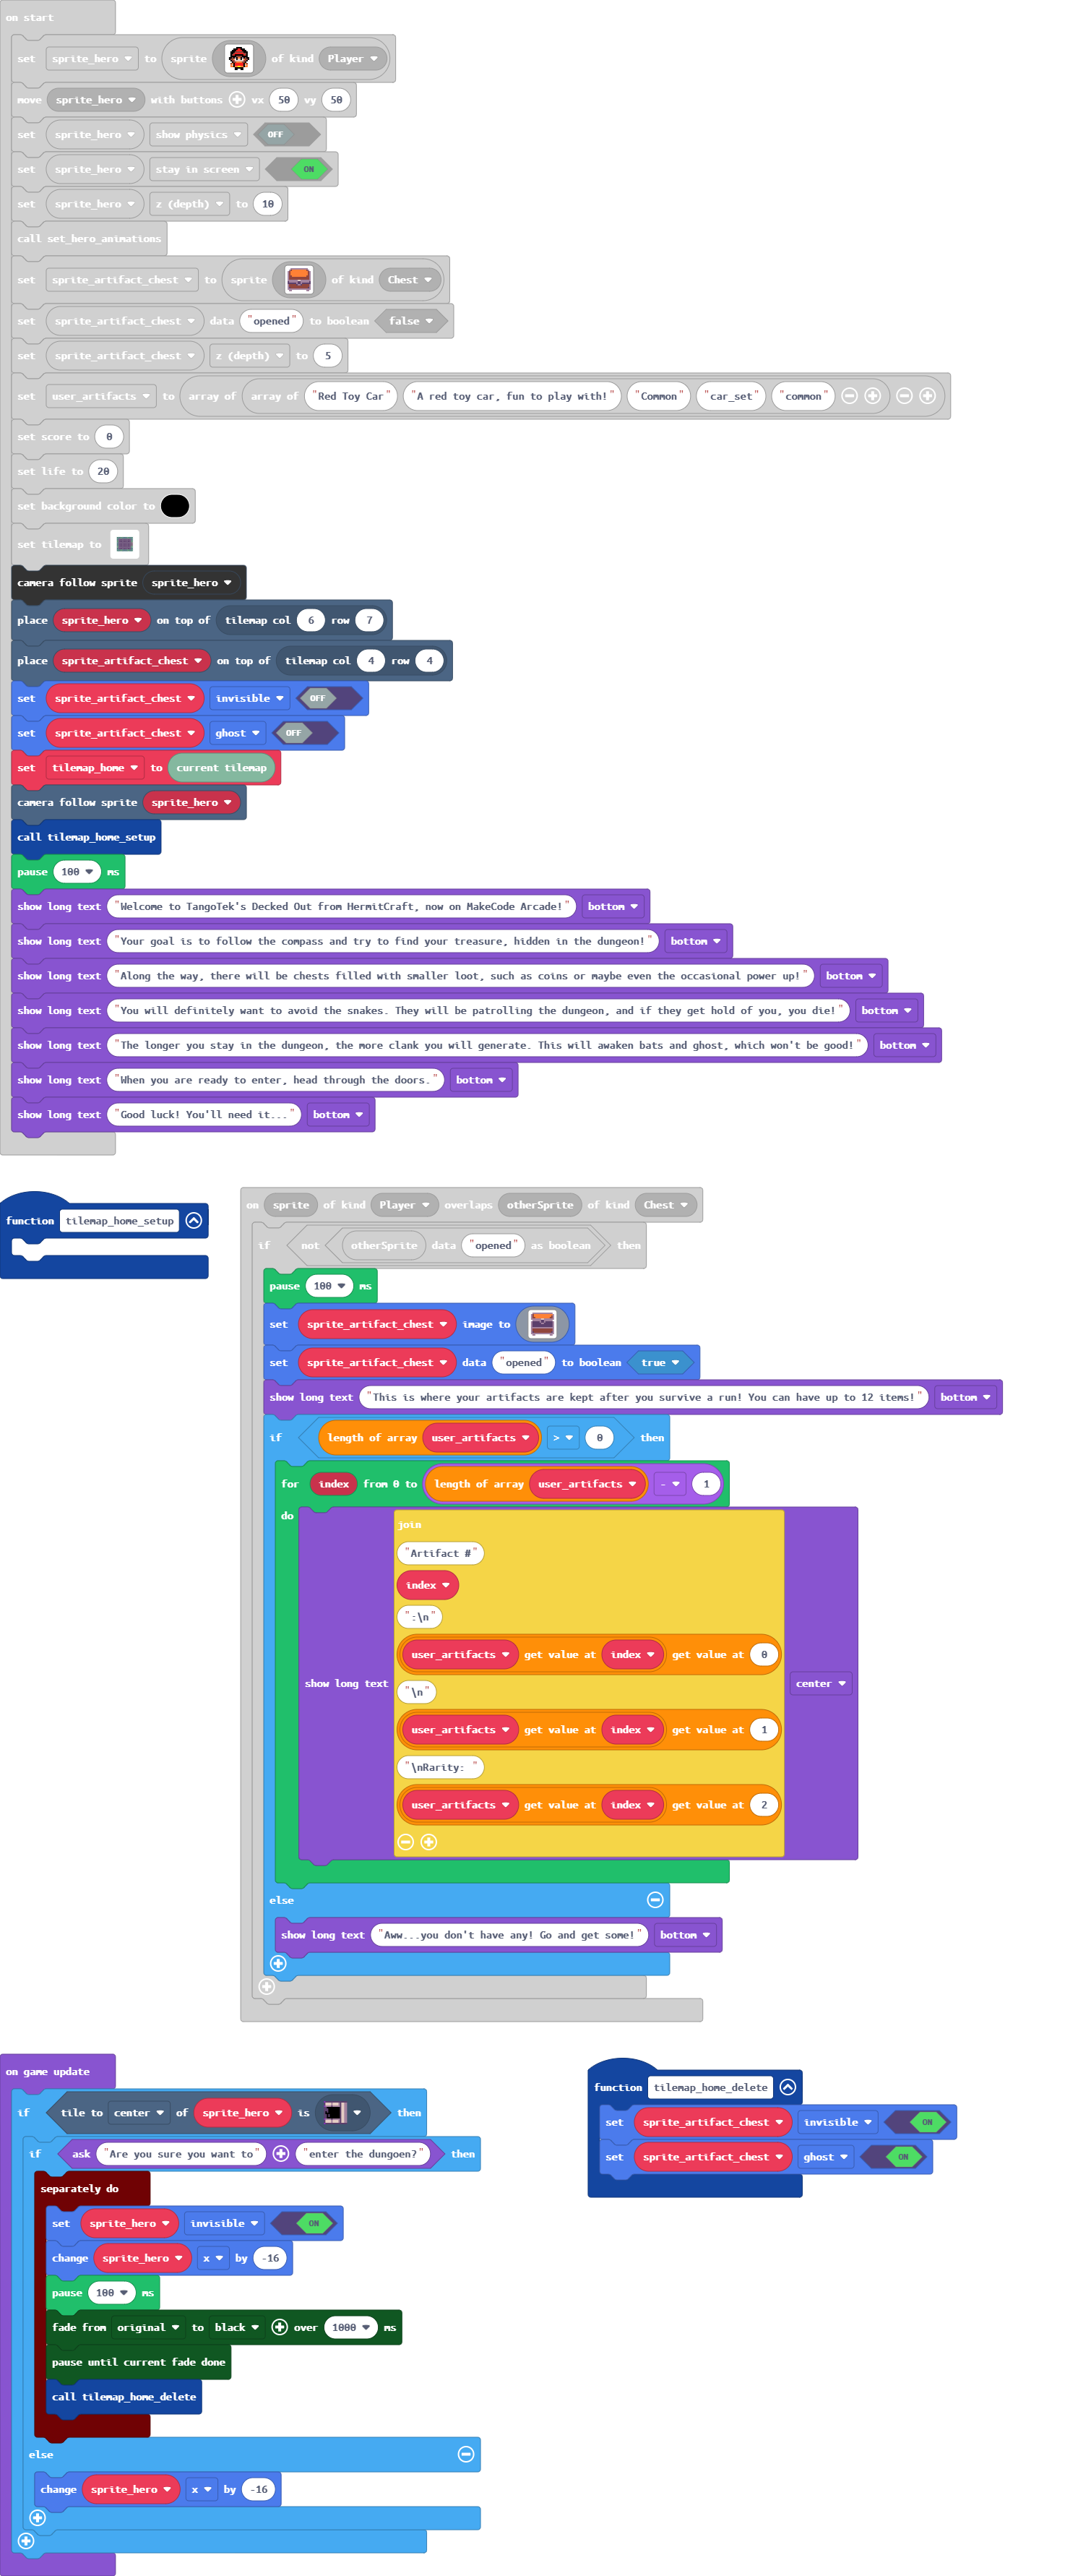 on start
set sprite_hero to sprite of kind Player
move sprite_hero with buttons vx 50 vy 50
set sprite_hero show physics OFF
set sprite_hero stay in screen ON
set sprite_hero z (depth) to 10
call set_hero_animations
set sprite_artifact_chest to sprite of kind Chest
set sprite_artifact_chest data "opened" to boolean false
set sprite_artifact_chest z (depth) to 5
set user_artifacts to array of array of "Red Toy Car" "A red toy car, fun to play with!" "Common" "car_set" "common"
set score to 0
set life to 20
set background color to
set tilemap to
camera follow sprite sprite_hero
place sprite_hero on top of tilemap col 6 row 7
place sprite_artifact_chest on top of tilemap col 4 row 4
set sprite_artifact_chest invisible OFF
set sprite_artifact_chest ghost OFF
set tilemap_home to current tilemap
camera follow sprite sprite_hero
call tilemap_home_setup
pause 100 ms
show long text "Welcome to TangoTek's Decked Out from HermitCraft, now on MakeCode Arcade!" bottom
show long text "Your goal is to follow the compass and try to find your treasure, hidden in the dungeon!" bottom
show long text "Along the way, there will be chests filled with smaller loot, such as coins or maybe even the occasional power up!" bottom
show long text "You will definitely want to avoid the snakes. They will be patrolling the dungeon, and if they get hold of you, you die!" bottom
show long text "The longer you stay in the dungeon, the more clank you will generate. This will awaken bats and ghost, which won't be good!" bottom
show long text "When you are ready to enter, head through the doors." bottom
show long text "Good luck! You'll need it..." bottom
function tilemap_home_setup
on sprite of kind Player overlaps otherSprite of kind Chest
if not otherSprite data "opened" as boolean then
pause 100 ms
set sprite_artifact_chest image to
set sprite_artifact_chest data "opened" to boolean true
show long text "This is where your artifacts are kept after you survive a run! You can have up to 12 items!" bottom
if length of array user_artifacts > 0 then
for index from 0 to length of array user_artifacts - 1
do
join
"Artifact #"
index
":\n"
user_artifacts get value at index get value at 0
show long text "\n" center
user_artifacts get value at index get value at 1
"\nRarity: "
user_artifacts get value at index get value at 2
else
show long text "Aww...you don't have any! Go and get some!" bottom
on game update
if tile to center of sprite_hero is then
if ask "Are you sure you want to" "enter the dungoen?" then
separately do
set sprite_hero invisible ON
change sprite_hero x by -16
pause 100 ms
fade from original to black over 1000 ms
pause until current fade done
call tilemap_home_delete
else
change sprite_hero x by -16
function tilemap_home_delete
set sprite_artifact_chest invisible ON
set sprite_artifact_chest ghost ON